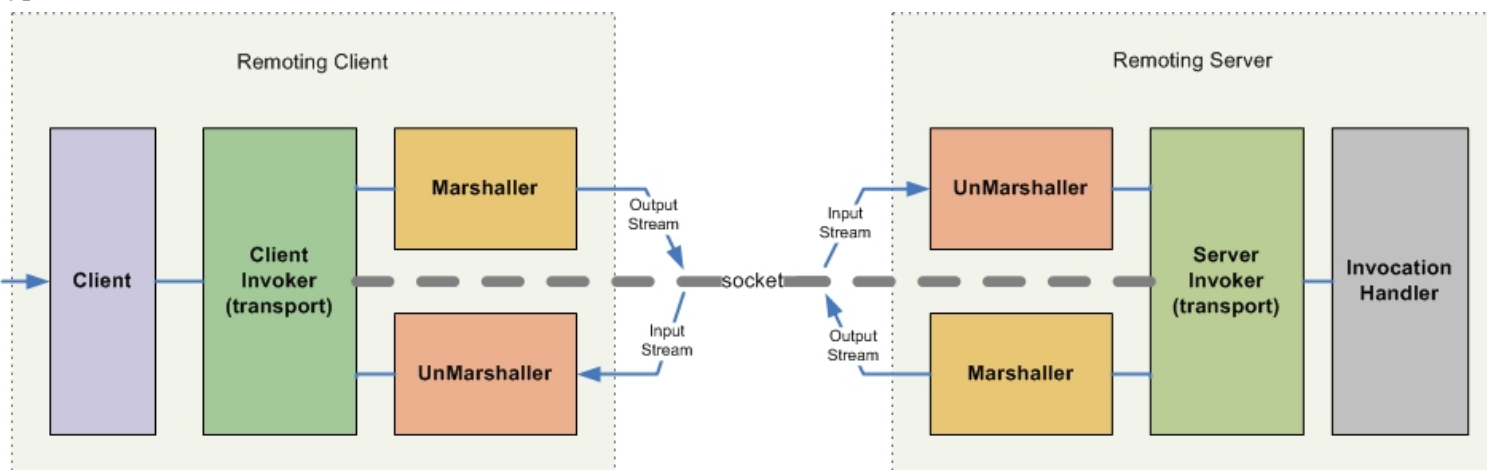 Remoting Client
Remoting Server
Client
Client
Invoker
(transport)
Marshaller
UnMarshaller
Output
Stream
Input
Stream
socket
Input
Stream
Output
Stream
UnMarshaller
Marshaller
Server
Invoker
(transport)
Invocation
Handler